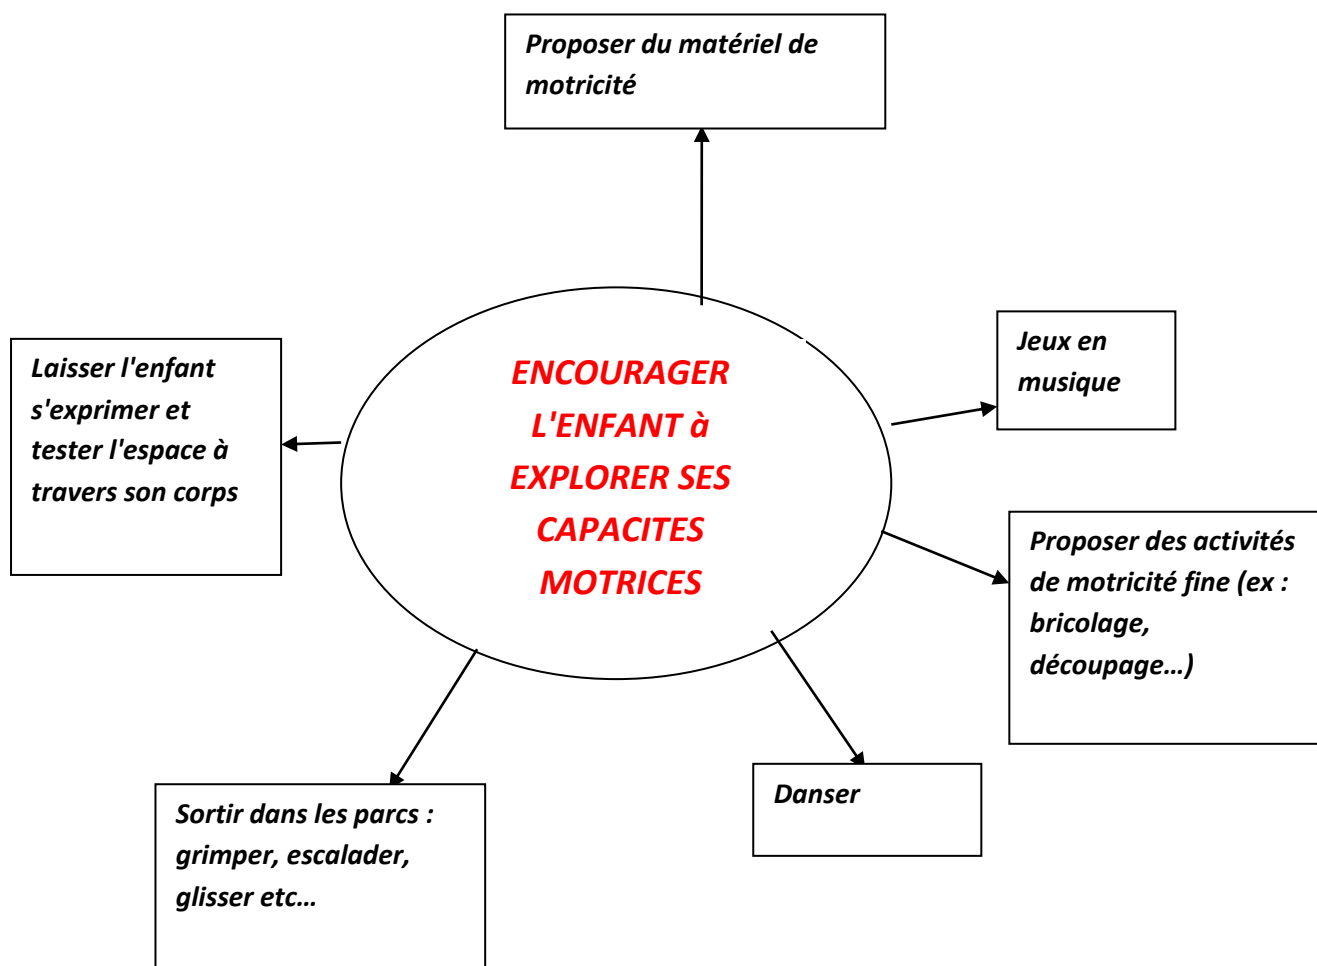 Proposer du matériel de
motricité
Jeux en
musique
Laisser l'enfant
s'exprimer et
tester l'espace à
travers son corps
ENCOURAGER
L'ENFANT à
EXPLORER SES
CAPACITES
MOTRICES
Proposer des activités
de motricité fine (ex :
bricolage,
découpage…)
Danser
Sortir dans les parcs :
grimper, escalader,
glisser etc…